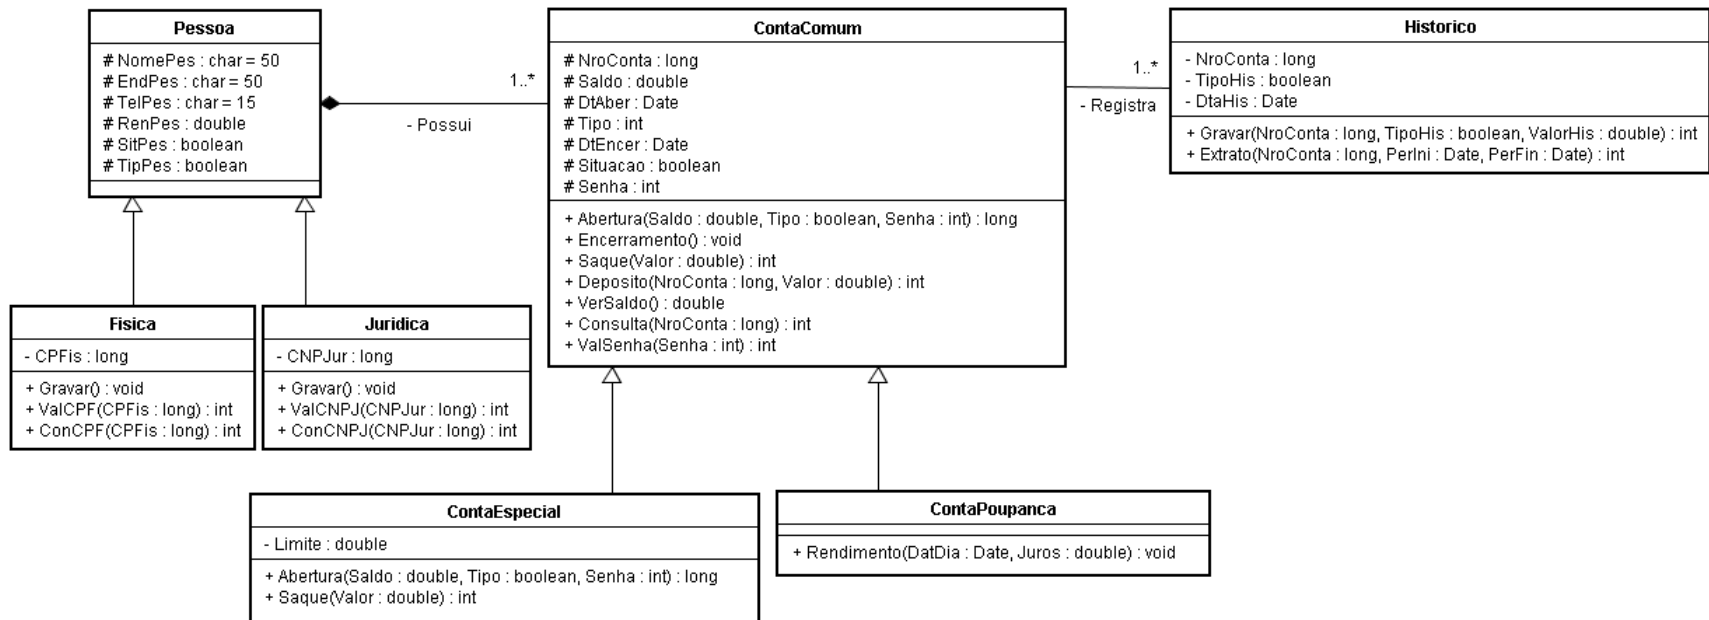 Pessoa
# NomePes : char = 50
# EndPes : char = 50
# TelPes : char = 15
# RenPes : double
# SitPes : boolean
# TipPes : boolean
1..*
- Possui
ContaComum
# NroConta : long
# Saldo : double
# DtAber : Date
# Tipo : int
# DtEncer : Date
# Situacao : boolean
# Senha : int
+ Abertura(Saldo : double, Tipo : boolean, Senha : int) : long
+ Encerramento() : void
+ Saque(Valor : double) : int
+ Deposito(NroConta : long, Valor : double) : int
+ VerSaldo() : double
+ Consulta(NroConta : long) : int
+ ValSenha(Senha : int) : int
1..*
- Registra
Historico
- NroConta : long
- TipoHis : boolean
- DtaHis : Date
+ Gravar(NroConta : long, TipoHis : boolean, ValorHis : double) : int
+ Extrato(NroConta : long, PerIni : Date, PerFin : Date) : int
Fisica
- CPFis : long
+ Gravar() : void
+ ValCPF(CPFis : long) : int
+ ConCPF(CPFis : long) : int
Juridica
- CNPJur : long
+ Gravar() : void
+ ValCNPJ(CNPJur : long) : int
+ ConCNPJ(CNPJur : long) : int
ContaEspecial
- Limite : double
+ Abertura(Saldo : double, Tipo : boolean, Senha : int) : long
+ Saque(Valor : double) : int
ContaPoupanca
+ Rendimento(DatDia : Date, Juros : double) : void